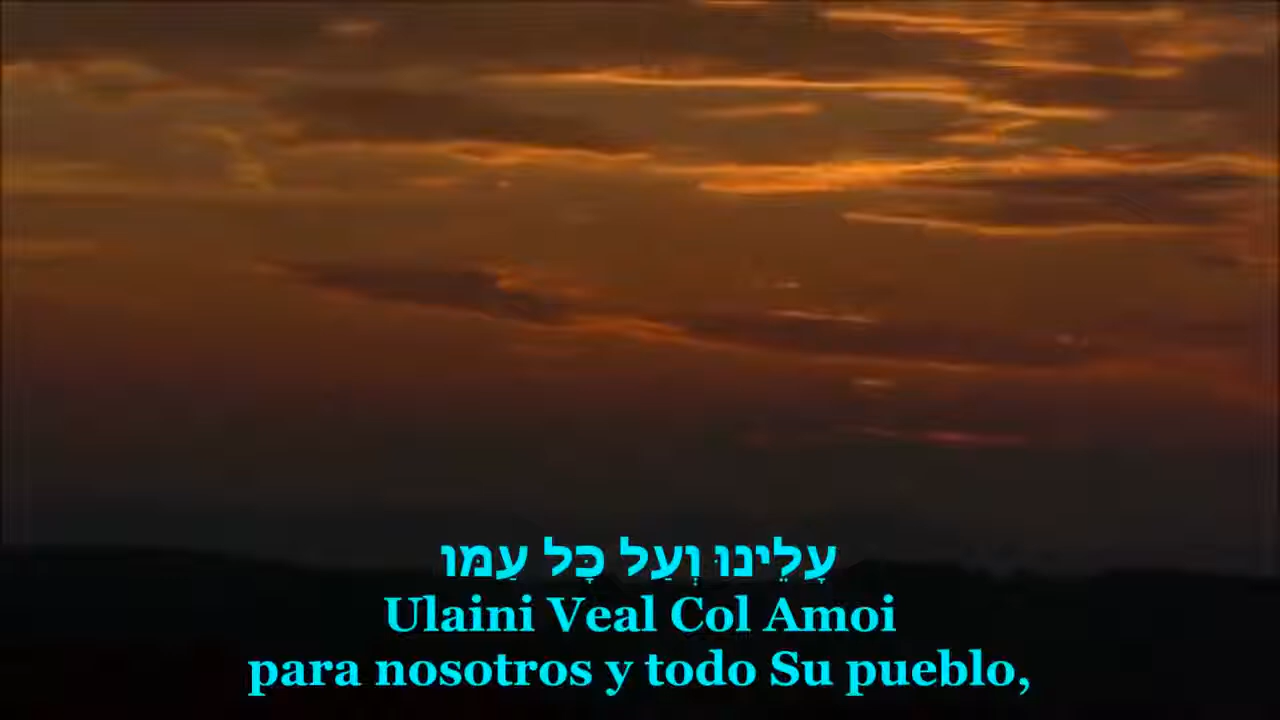 עָלֵינוּ וְעַל כָּל עַמּו
Ulaini Veal Col Amoi
para nosotros y todo Su pueblo,